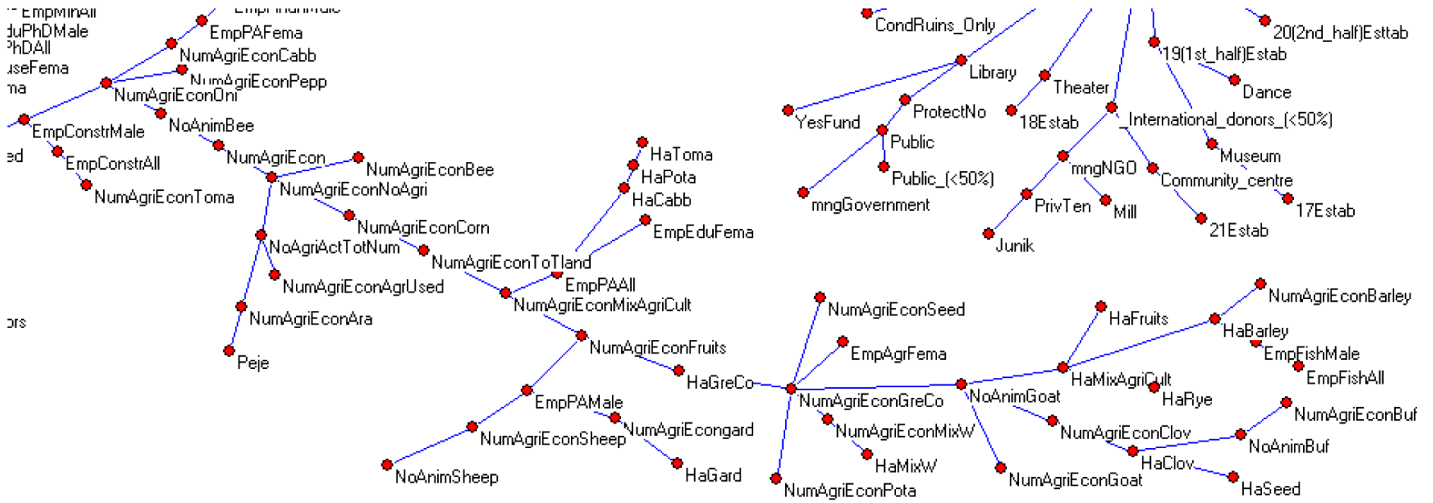 EmpMinAll
EmpPAFema
NumAgriEconCabb
NumAgriEconPepp
NumAgriEconOni
NoAnimBee
EmpConstrMale
EmpConstrAll
NumAgriEconToma
NumAgriEcon
NumAgriEconBee
NumAgriEconNoAgri
NumAgriEconCorn
NoAgriActTotNum
NumAgriEconToTland
NumAgriEconAgrUsed
NumAgriEconAra
Peje
HaToma
HaPota
HaCabb
EmpEduFema
EmpPAAll
NumAgriEconMixAgriCult
NumAgriEconFruits
HaGreCo
EmpPAMale
NumAgriEconSheep
NumAgriEcongard
NoAnimSheep
HaGard
CondRuins_Only
Library
ProtectNo
YesFund
Public
Public_(<50%)
mngGovernment
Theater
18Estab
20(2nd_half)Esttab
19(1st_half)Estab
Dance
_International_donors_(<50%)
Museum
mngNGO
Community_centre
PrivTen
Mill
17Estab
21Estab
Junik
NumAgriEconSeed
EmpAgrFema
NumAgriEconGreCo
NumAgriEconMixW
HaMixW
NumAgriEconPota
NoAnimGoat
NumAgriEconGoat
HaFruits
HaMixAgriCult
HaRye
NumAgriEconBarley
HaBarley
EmpFishMale
EmpFishAll
NumAgriEconClov
NumAgriEconBuf
NoAnimBuf
HaClov
HaSeed